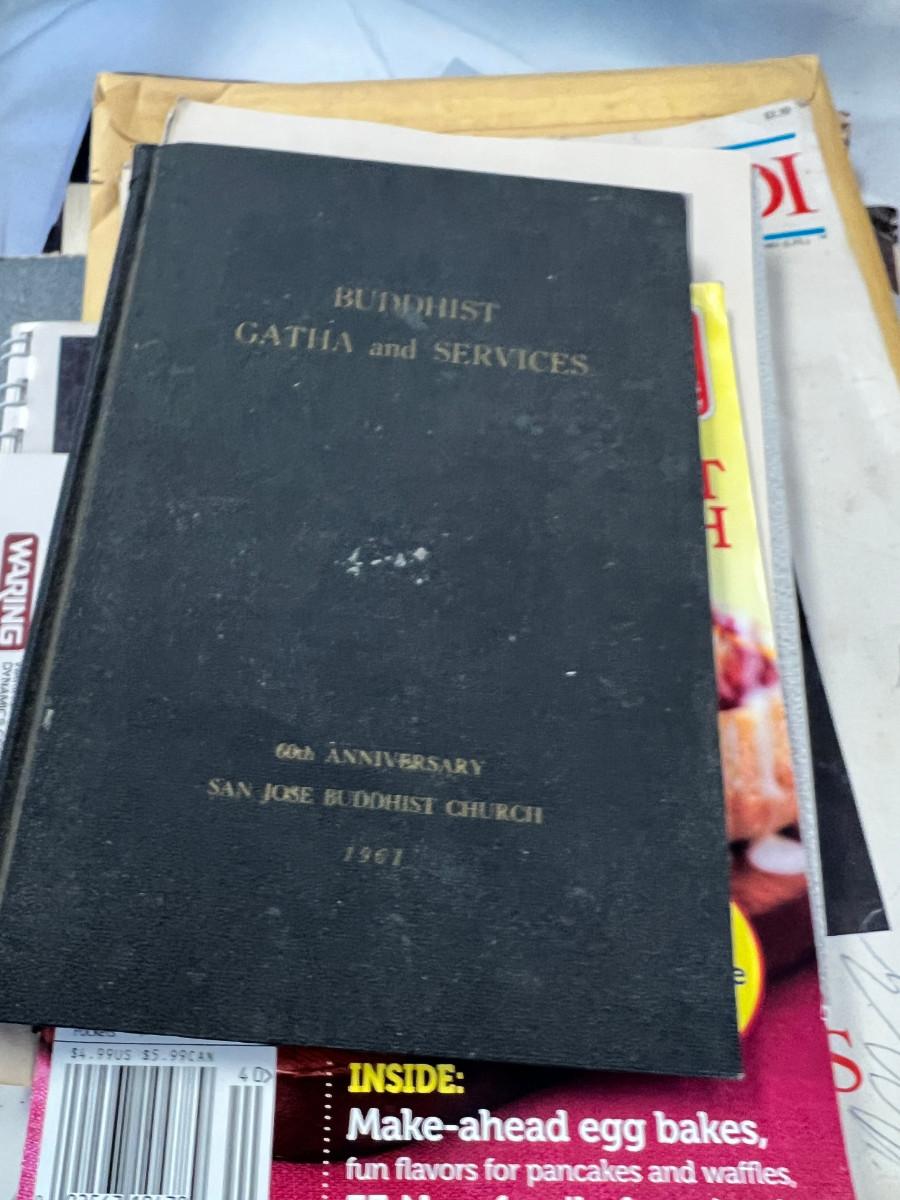 BUDDHIST
GATHA and SERVICES
60th ANNIVERSARY
SAN JOSE BUDDHIST CHURCH
1961
WARING
$4.99US $5.99CAN
40>
INSIDE:
Make-ahead egg bakes,
fun flavors for pancakes and waffles,